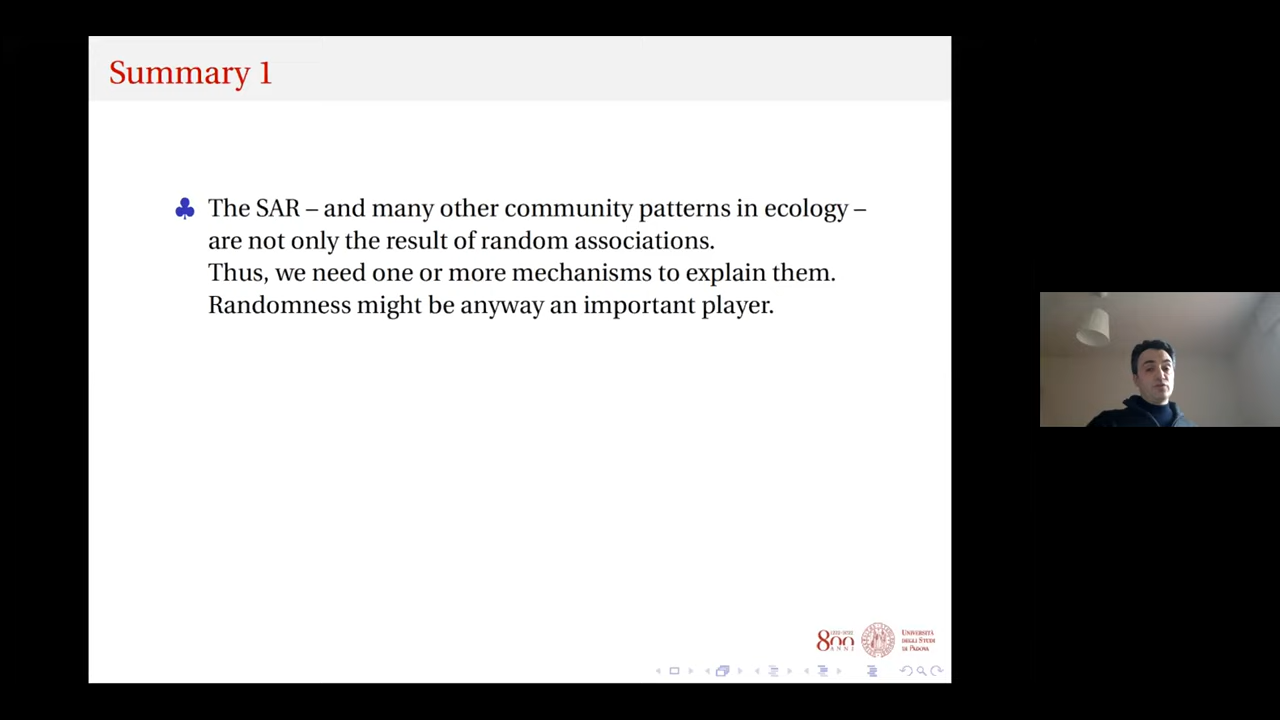 Summary 1
The SAR – and many other community patterns in ecology –
are not only the result of random associations.
Thus, we need one or more mechanisms to explain them.
Randomness might be anyway an important player.
800
ANNI
UNIVERSITÀ
DEGLI STUDI
DI PADOVA